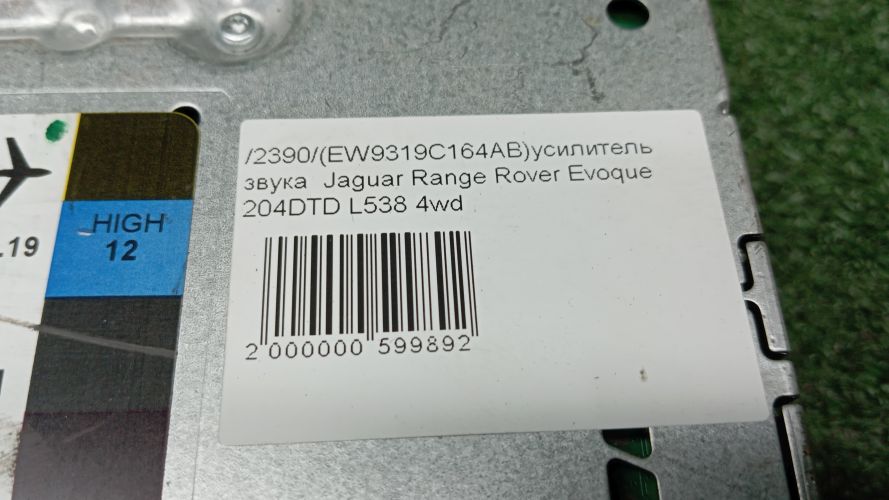 /2390/(EW9319C164AB)усилитель
звука Jaguar Range Rover Evoque
204DTD L538 4wd
2 000000 599892
HIGH
12
.19